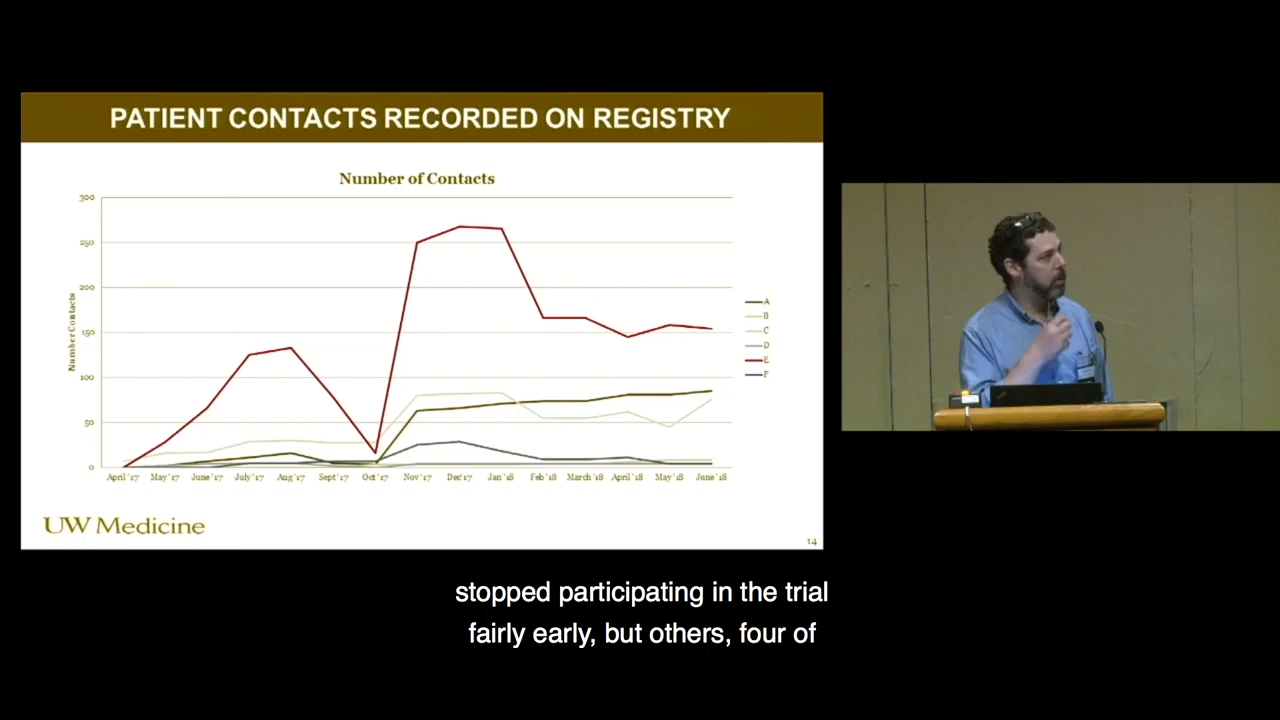 PATIENT CONTACTS RECORDED ON REGISTRY
Number of Contacts
300
250
200
150
100
50
0
Number Contacts
April '17 May '17 June '17 July '17 Aug '17 Sept '17 Oct '17 Nov '17 Dec '17 Jan '18 Feb '18 March '18 April '18 May '18 June '18
A
B
C
D
E
F
UW Medicine
14
stopped participating in the trial
fairly early, but others, four of